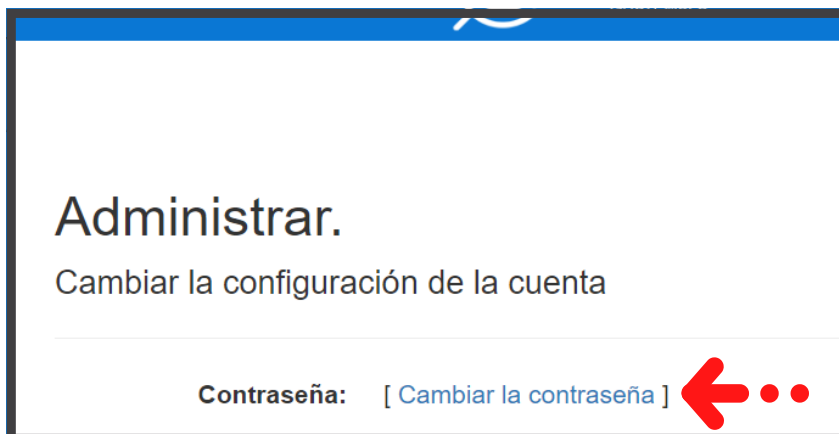 Administrar.
Cambiar la configuración de la cuenta
Contraseña: [ Cambiar la contraseña ]